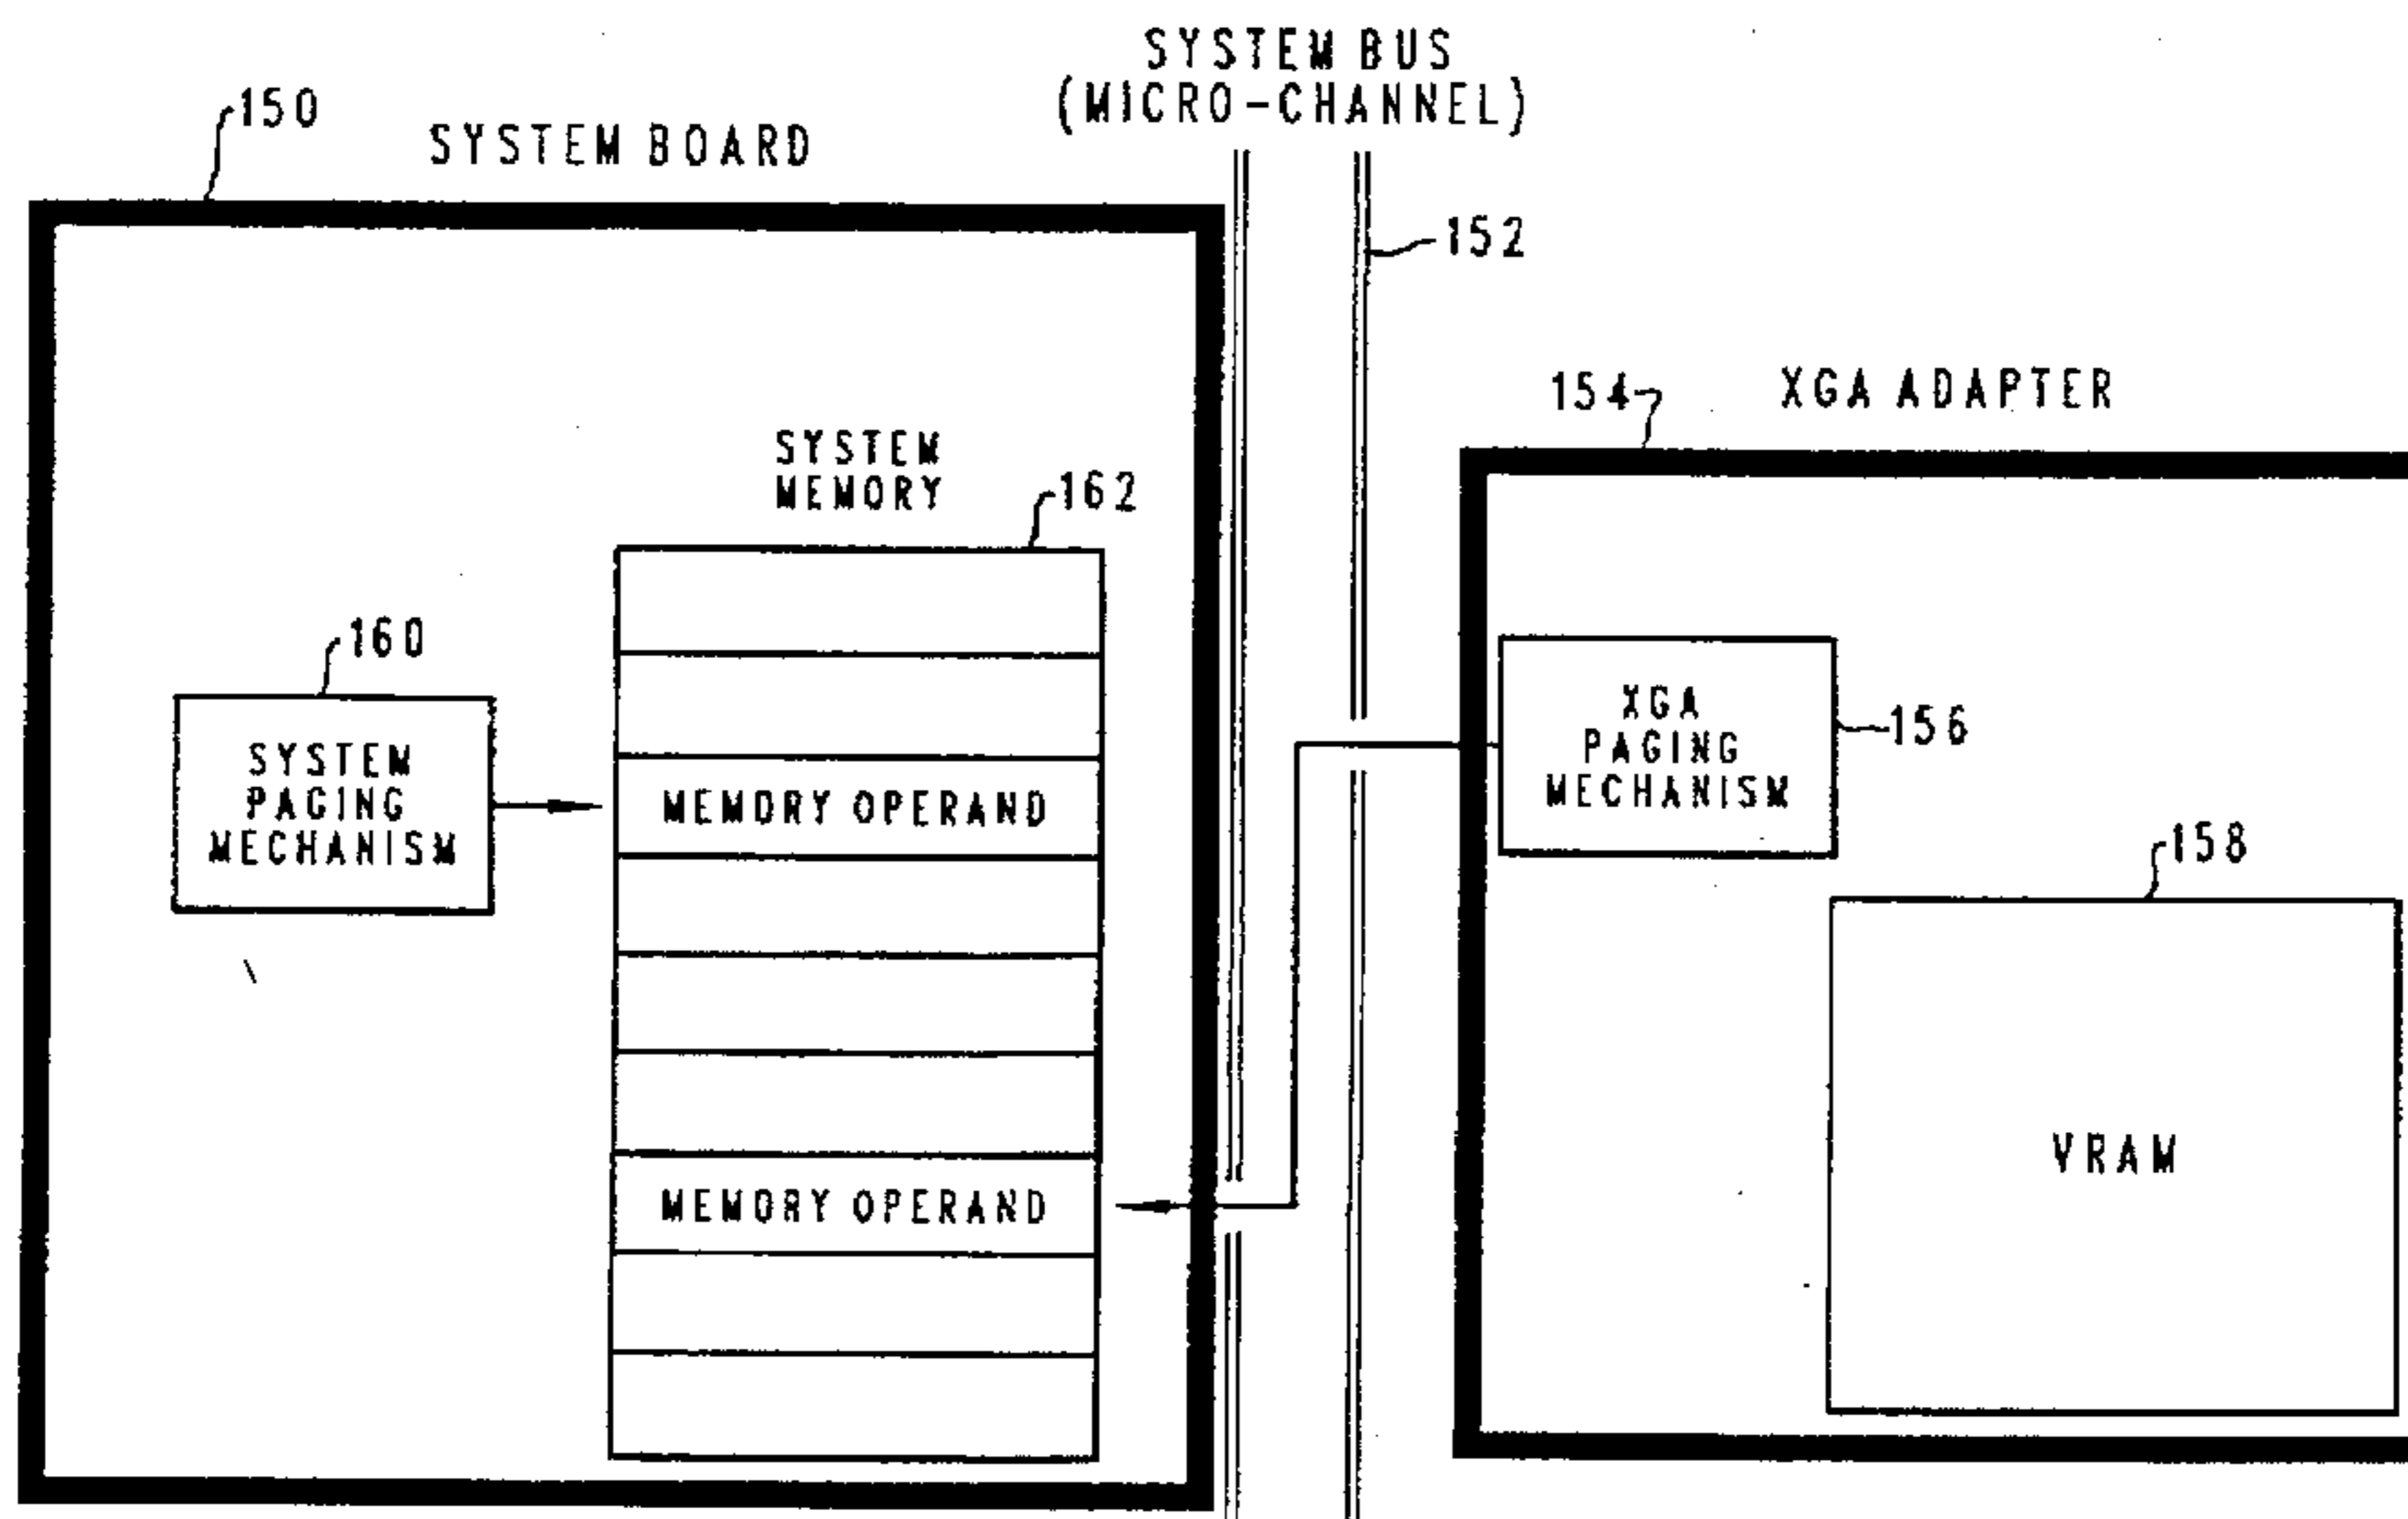 SYSTEM BUS
(MICRO-CHANNEL)
150
SYSTEM BOARD
152
154
XGA ADAPTER
SYSTEM
MEMORY
162
160
SYSTEM
PAGING
MECHANISM
MEMORY OPERAND
MEMORY OPERAND
XGA
PAGING
MECHANISM
156
158
VRAM